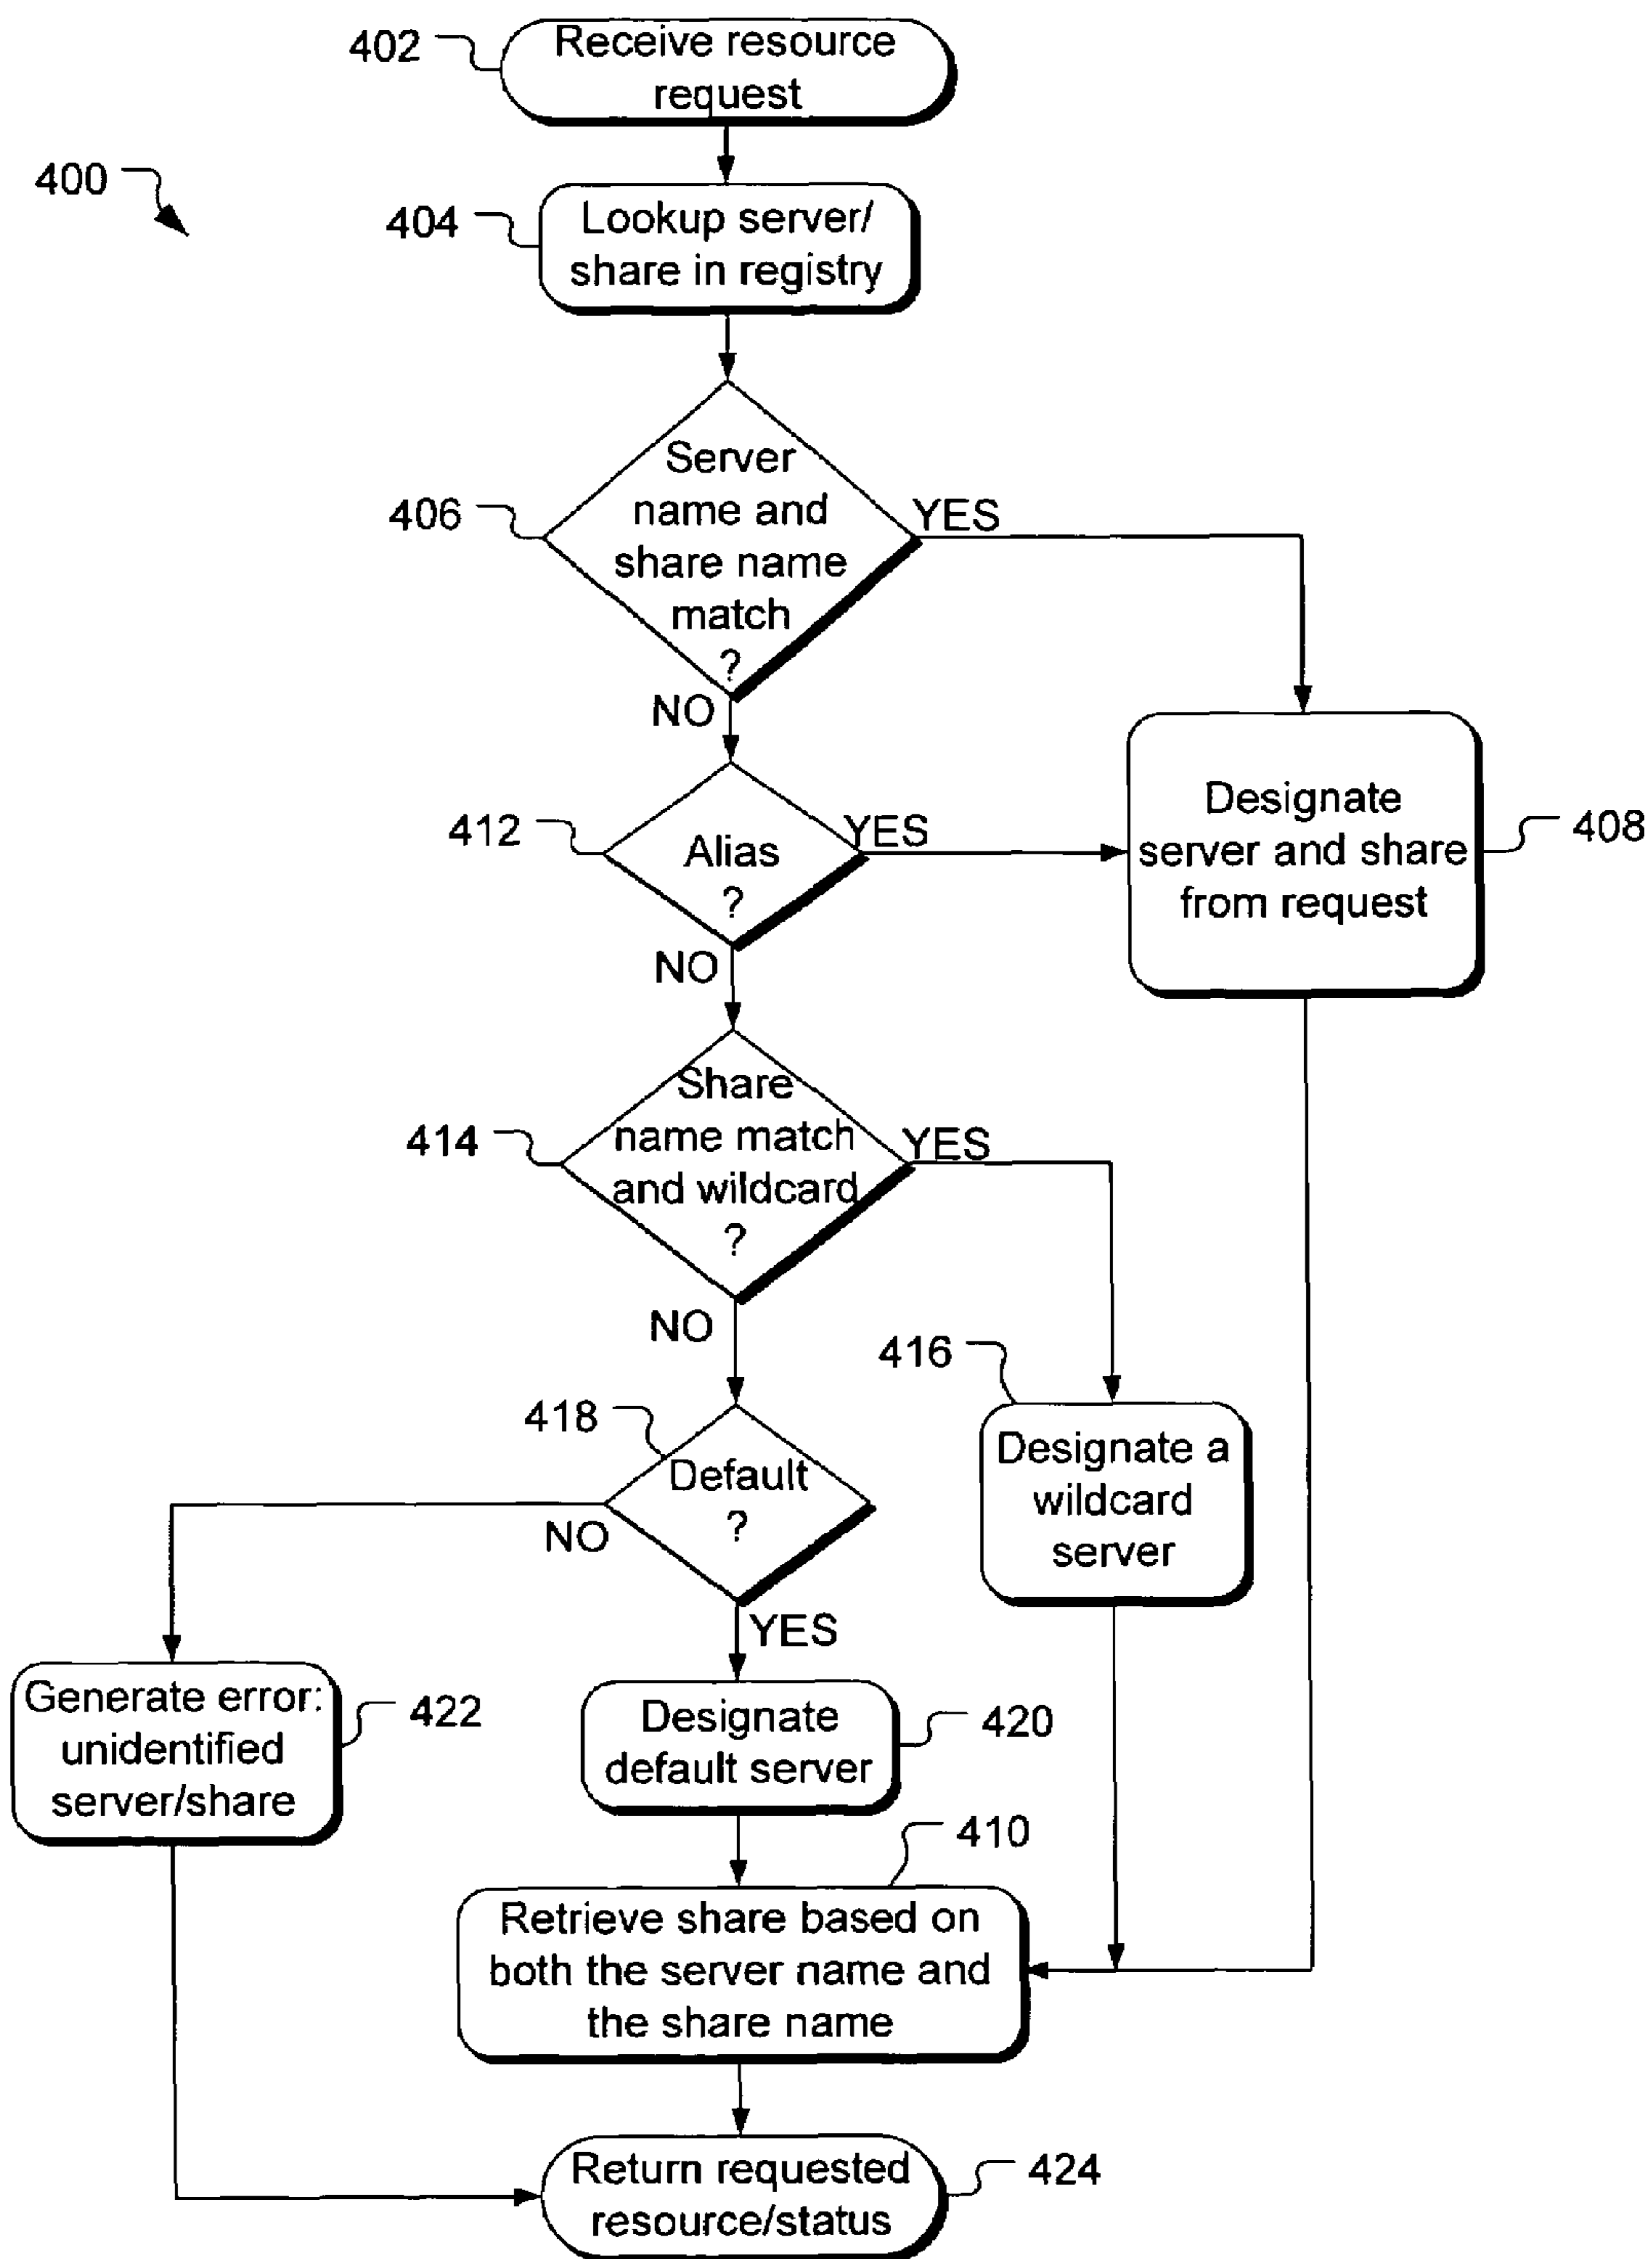 402
Receive resource
request
400
404
Lookup server/
share in registry
406
Server
name and
share name
match
?
YES
NO
412
Alias
?
YES
NO
Designate
server and share
from request
408
414
Share
name match
and wildcard
?
YES
NO
416
Designate a
wildcard
server
418
Default
?
NO
YES
Generate error:
unidentified
server/share
422
Designate
default server
420
410
Retrieve share based on
both the server name and
the share name
Return requested
resource/status
424